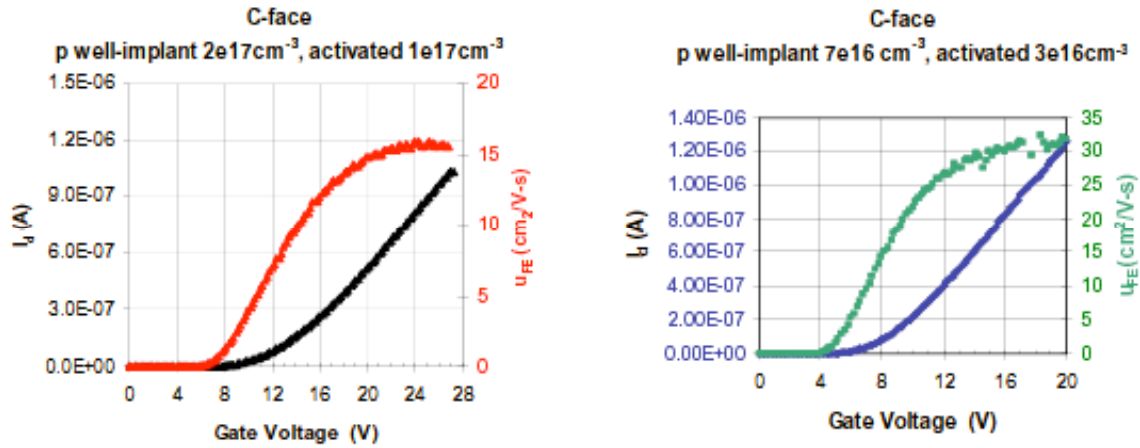 C-face
p well-implant 2e17cm⁻³, activated 1e17cm⁻³
1.5E-06
1.2E-06
9.0E-07
6.0E-07
3.0E-07
0.0E+00
I_d (A)
20
15
10
5
0
u_FE (cm₂/V-s)
0 4 8 12 16 20 24 28
Gate Voltage (V)
C-face
p well-implant 7e16 cm⁻³, activated 3e16cm⁻³
1.40E-06
1.20E-06
1.00E-06
8.00E-07
6.00E-07
4.00E-07
2.00E-07
0.00E+00
I_d (A)
35
30
25
20
15
10
5
0
u_FE (cm²/V-s)
0 4 8 12 16 20
Gate Voltage (V)